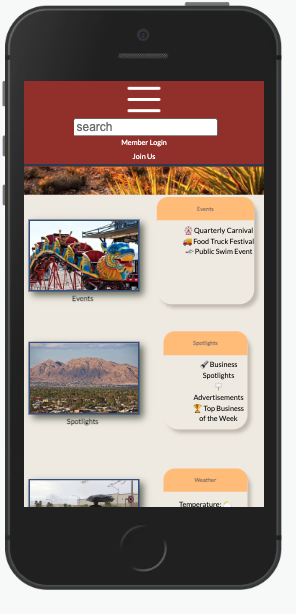 search
Member Login
Join Us
Events
Quarterly Carnival
Food Truck Festival
Public Swim Event
Events
Spotlights
Business
Spotlights
Advertisements
Top Business
of the Week
Spotlights
Weather
Temperature: